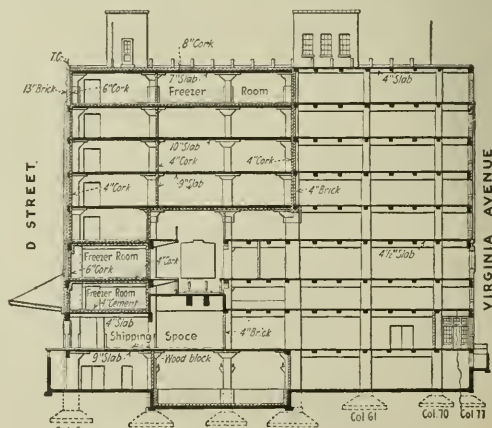 8"Cork
T.C.
7"Slab
4"Slab
13"Brick
6"Cork
Freezer Room
10"Slab
4"Cork
4"Cork
9"Slab
4"Cork
4"Brick
D STREET.
VIRGINIA AVENUE
Freezer Room
4"Cork
4½"Slab
6"Cork
Freezer Room
4"Cement
4"Slab
Shipping Space
4"Brick
9"Slab
Wood block
Col 61
Col.70
Col 77